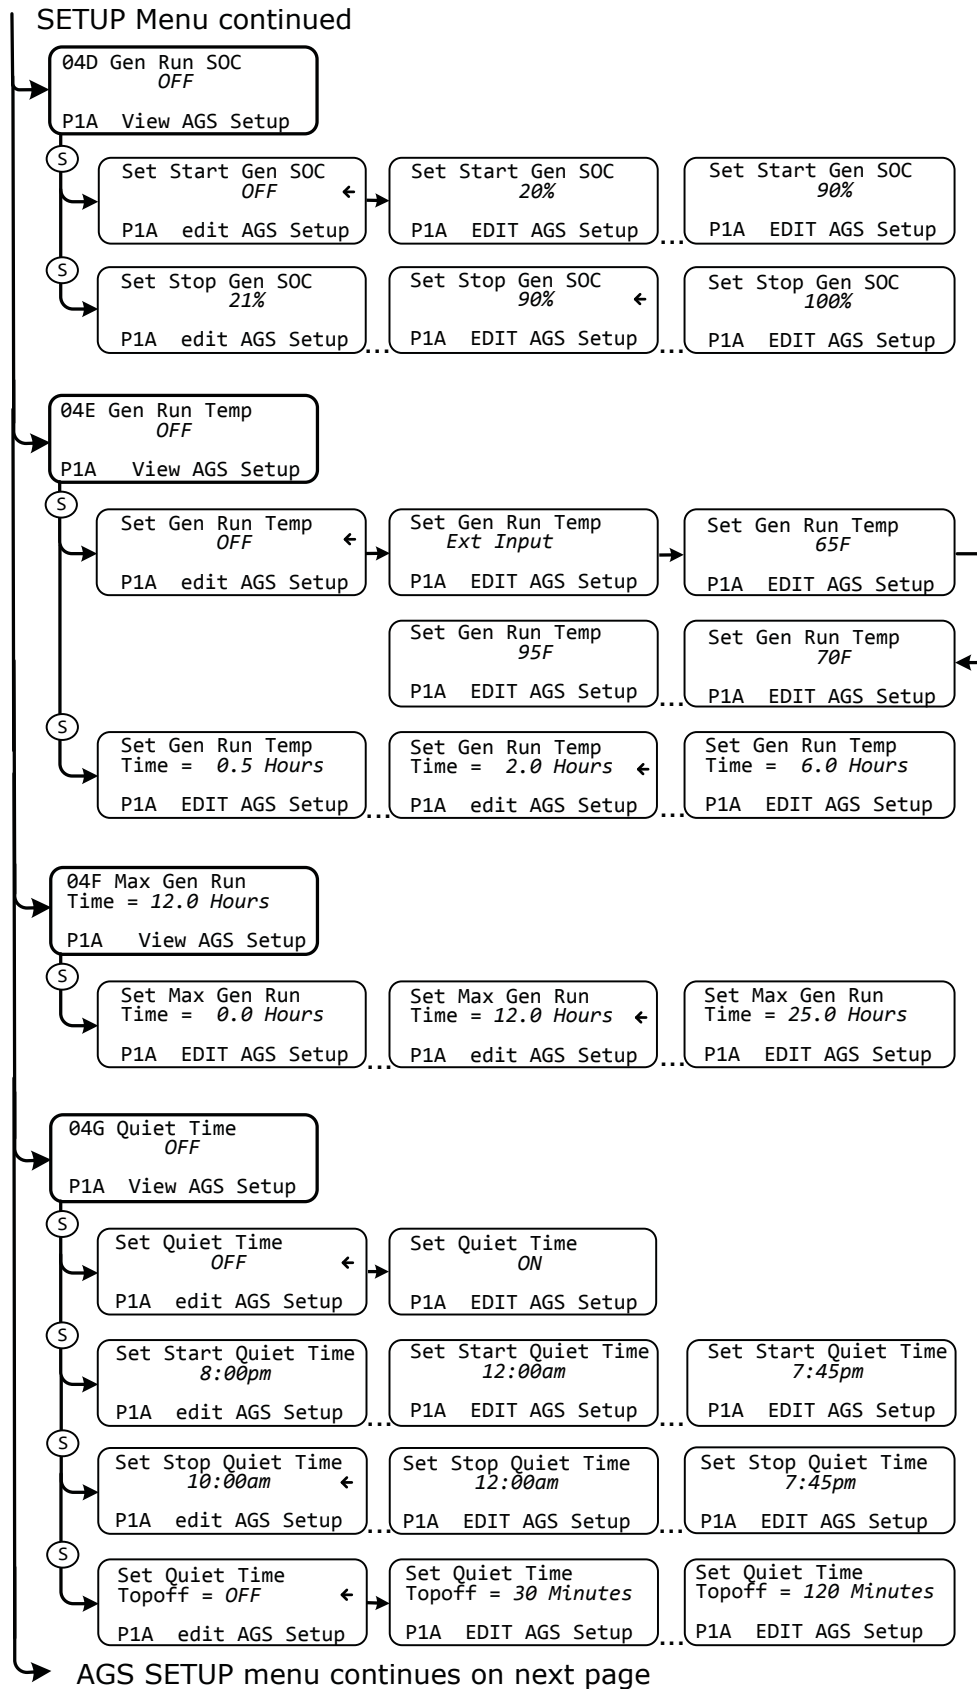 SETUP Menu continued
04D Gen Run SOC
OFF
P1A View AGS Setup
S
Set Start Gen SOC
OFF ←
P1A edit AGS Setup
Set Start Gen SOC
20%
P1A EDIT AGS Setup
...
Set Start Gen SOC
90%
P1A EDIT AGS Setup
S
Set Stop Gen SOC
21%
P1A edit AGS Setup
...
Set Stop Gen SOC
90% ←
P1A EDIT AGS Setup
...
Set Stop Gen SOC
100%
P1A EDIT AGS Setup
04E Gen Run Temp
OFF
P1A View AGS Setup
S
Set Gen Run Temp
OFF ←
P1A edit AGS Setup
Set Gen Run Temp
Ext Input
P1A EDIT AGS Setup
Set Gen Run Temp
65F
P1A EDIT AGS Setup
Set Gen Run Temp
95F
P1A EDIT AGS Setup
...
Set Gen Run Temp
70F
P1A EDIT AGS Setup
S
Set Gen Run Temp
Time = 0.5 Hours
P1A EDIT AGS Setup
...
Set Gen Run Temp
Time = 2.0 Hours ←
P1A edit AGS Setup
...
Set Gen Run Temp
Time = 6.0 Hours
P1A EDIT AGS Setup
04F Max Gen Run
Time = 12.0 Hours
P1A View AGS Setup
S
Set Max Gen Run
Time = 0.0 Hours
P1A EDIT AGS Setup
...
Set Max Gen Run
Time = 12.0 Hours ←
P1A edit AGS Setup
...
Set Max Gen Run
Time = 25.0 Hours
P1A EDIT AGS Setup
04G Quiet Time
OFF
P1A View AGS Setup
S
Set Quiet Time
OFF ←
P1A edit AGS Setup
Set Quiet Time
ON
P1A EDIT AGS Setup
S
Set Start Quiet Time
8:00pm
P1A edit AGS Setup
...
Set Start Quiet Time
12:00am
P1A EDIT AGS Setup
...
Set Start Quiet Time
7:45pm
P1A EDIT AGS Setup
S
Set Stop Quiet Time
10:00am ←
P1A edit AGS Setup
...
Set Stop Quiet Time
12:00am
P1A EDIT AGS Setup
...
Set Stop Quiet Time
7:45pm
P1A EDIT AGS Setup
S
Set Quiet Time
Topoff = OFF ←
P1A edit AGS Setup
Set Quiet Time
Topoff = 30 Minutes
P1A EDIT AGS Setup
...
Set Quiet Time
Topoff = 120 Minutes
P1A EDIT AGS Setup
AGS SETUP menu continues on next page